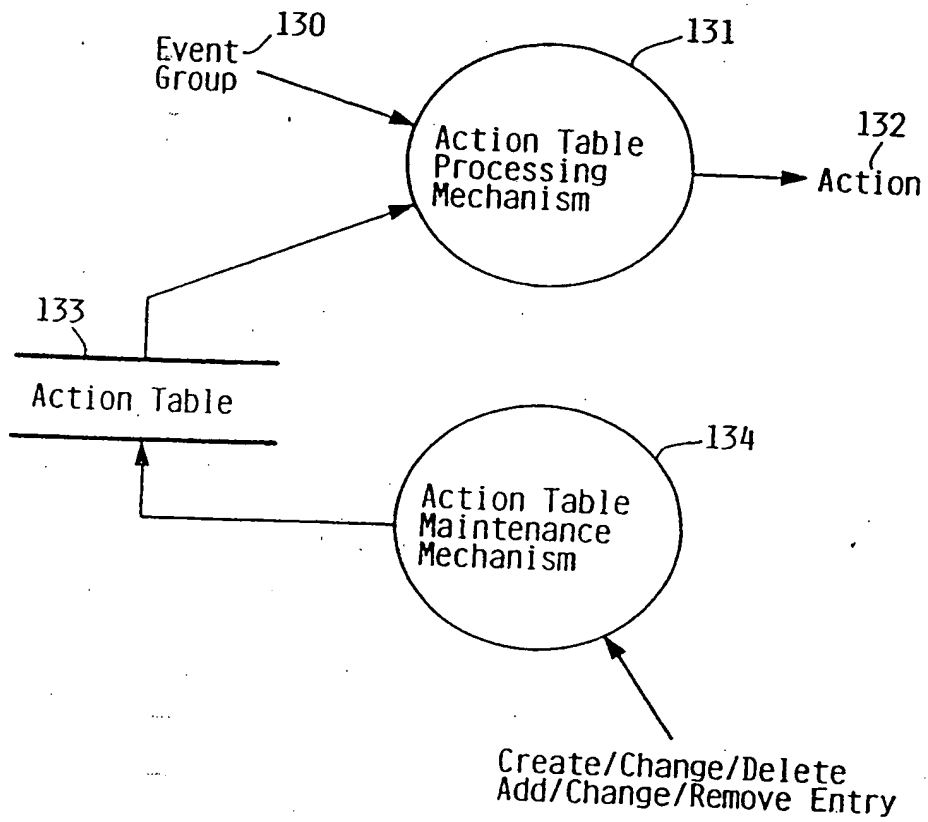 130
Event
Group
131
Action Table
Processing
Mechanism
132
Action
133
Action Table
134
Action Table
Maintenance
Mechanism
Create/Change/Delete
Add/Change/Remove Entry